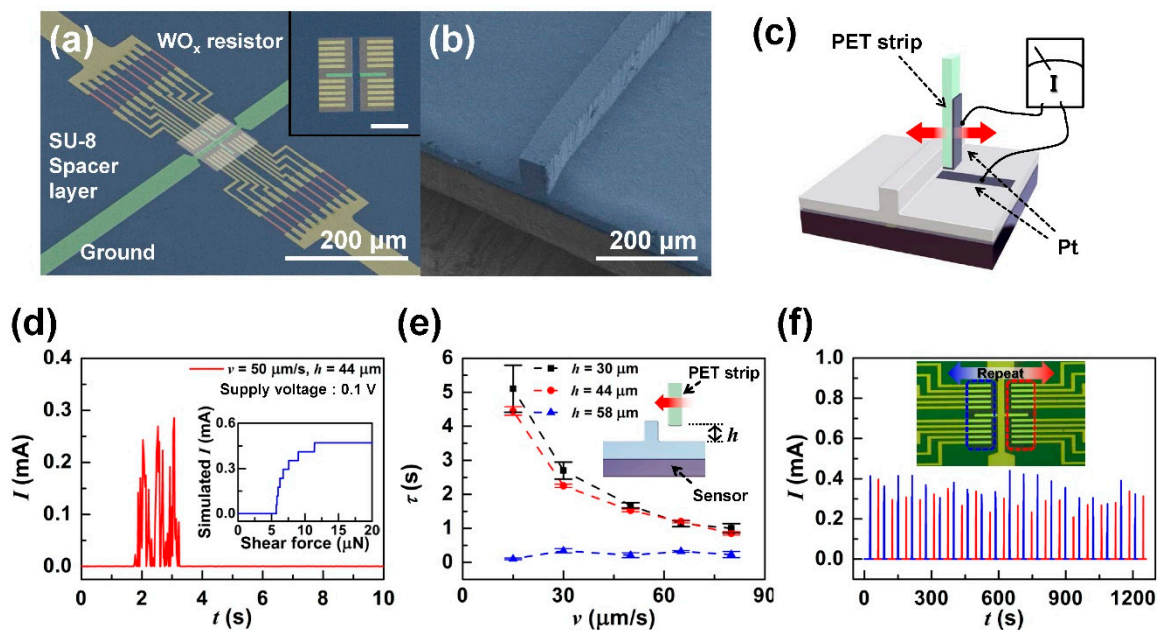 (a)
WOx resistor
SU-8
Spacer
layer
Ground
200 μm
(b)
200 μm
(c)
PET strip
I
Pt
(d)
v = 50 μm/s, h = 44 μm
Supply voltage : 0.1 V
I (mA)
0.4
0.3
0.2
0.1
0.0
Simulated I (mA)
0.6
0.3
0.0
0 5 10 15 20
Shear force (μN)
0 2 4 6 8 10
t (s)
(e)
h = 30 μm
h = 44 μm
h = 58 μm
PET strip
h
Sensor
τ (s)
6
5
4
3
2
1
0
0 30 60 90
v (μm/s)
(f)
Repeat
I (mA)
1.0
0.8
0.6
0.4
0.2
0.0
0 300 600 900 1200
t (s)